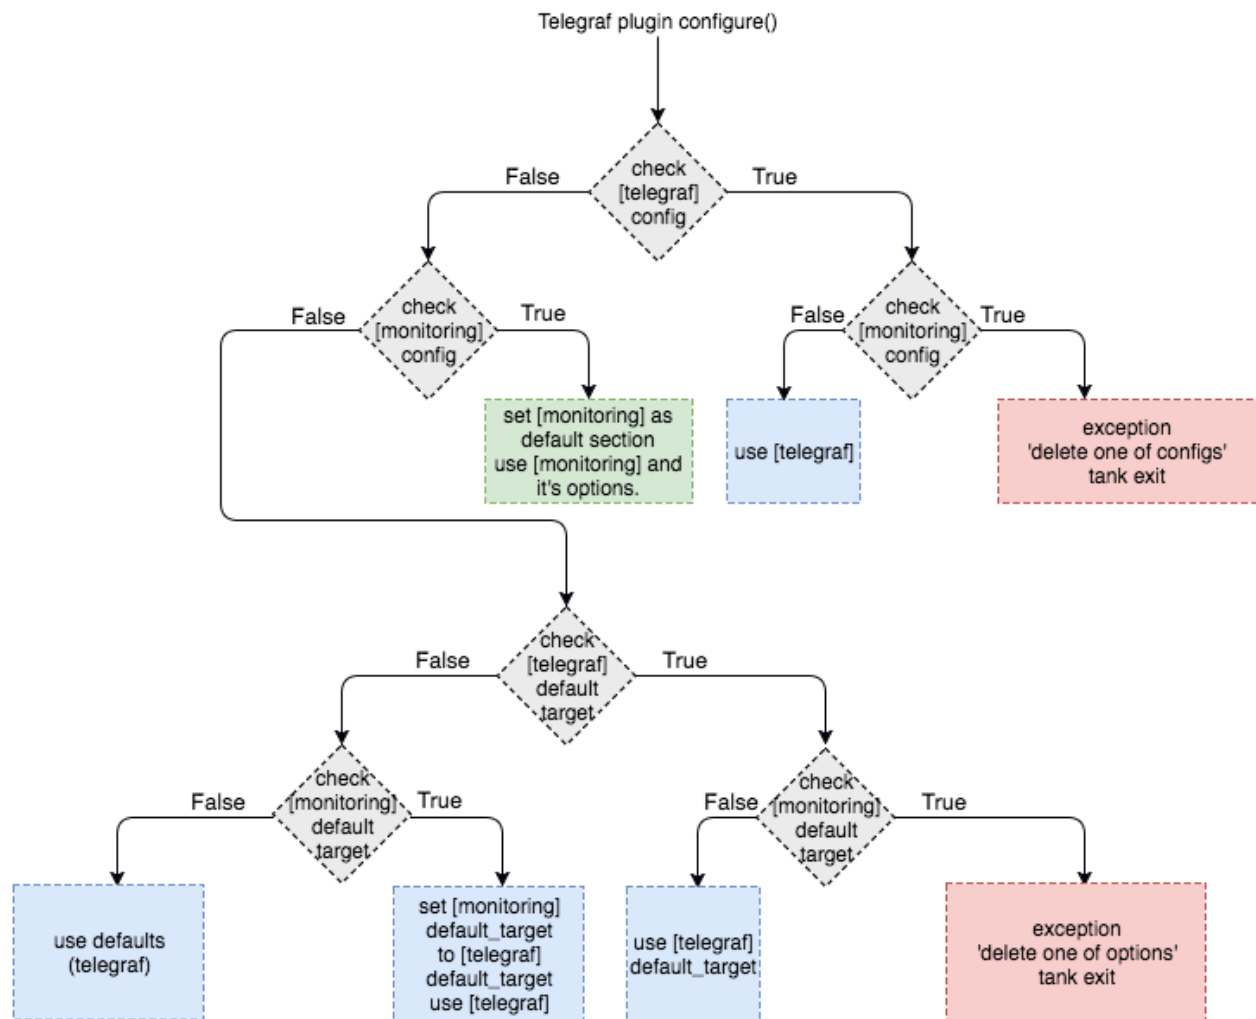 Telegraf plugin configure()
check
[telegraf]
config
False
True
check
[monitoring]
config
False
True
check
[monitoring]
config
False
True
set [monitoring] as
default section
use [monitoring] and
it's options.
use [telegraf]
exception
'delete one of configs'
tank exit
check
[telegraf]
default
target
False
True
check
[monitoring]
default
target
False
True
check
[monitoring]
default
target
False
True
use defaults
(telegraf)
set [monitoring]
default_target
to [telegraf]
default_target
use [telegraf]
use [telegraf]
default_target
exception
'delete one of options'
tank exit